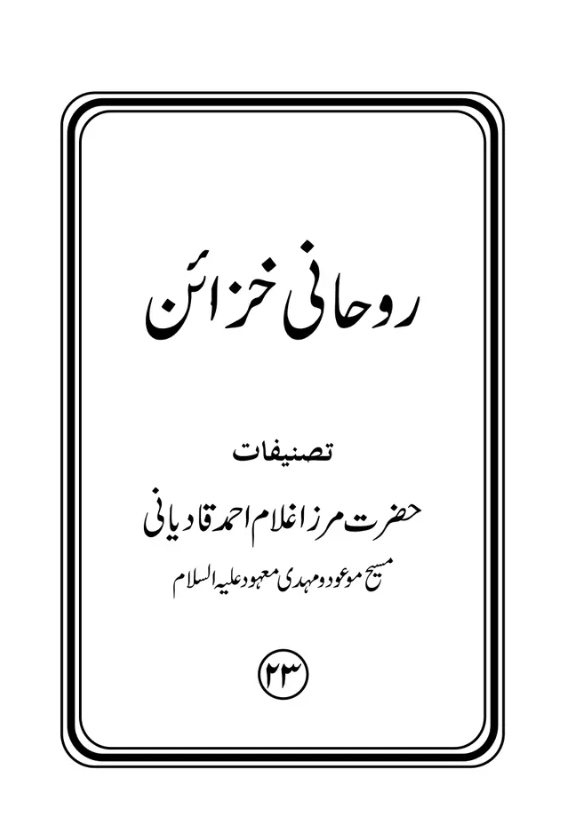 روحانی خزائن
تصنیفات
حضرت مرزا غلام احمد قادیانی
مسیح موعود و مہدی معہود علیہ السلام
۲۳